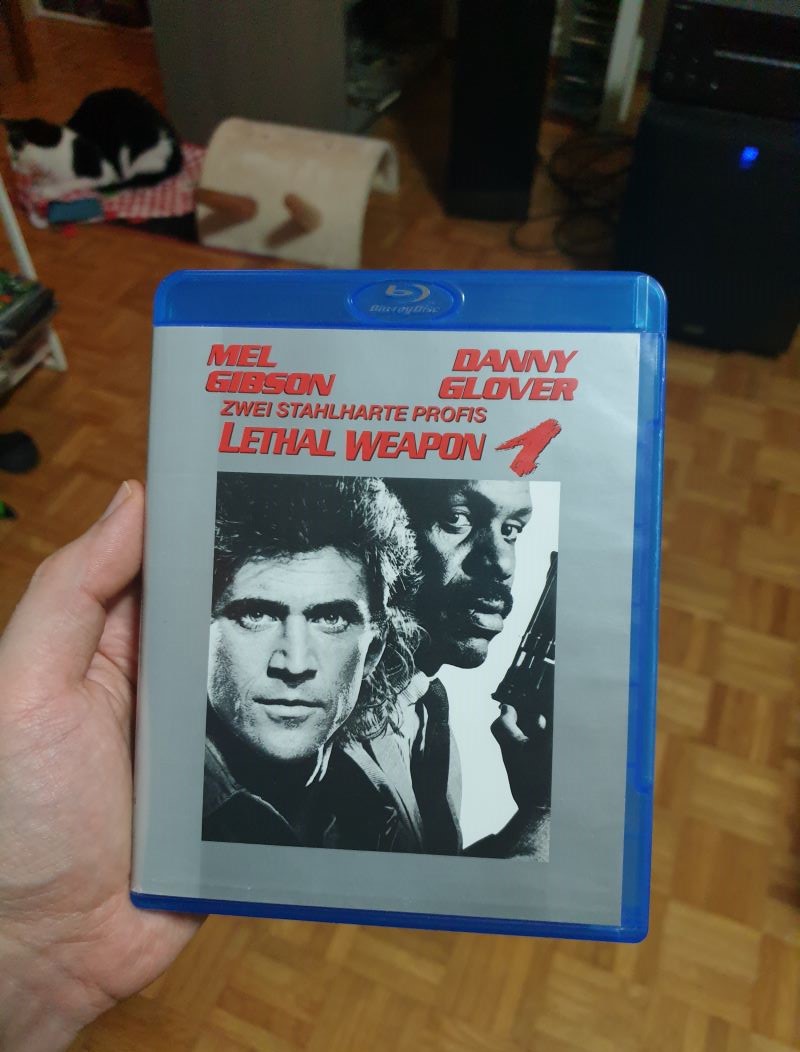 Blu-ray Disc
MEL GIBSON
DANNY GLOVER
ZWEI STAHLHARTE PROFIS
LETHAL WEAPON 1